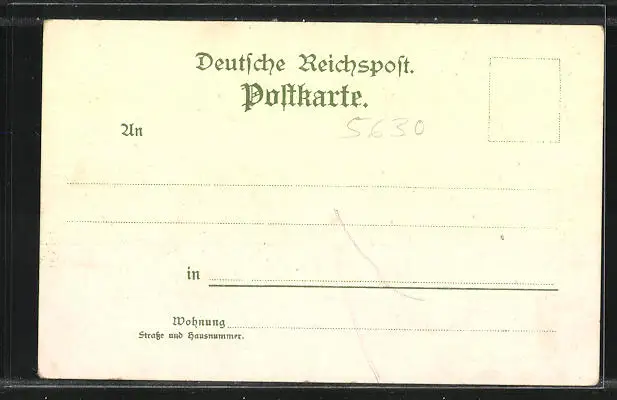 Deutsche Reichspost.
Postkarte.
5630
An
in
Wohnung
Straße und Hausnummer.